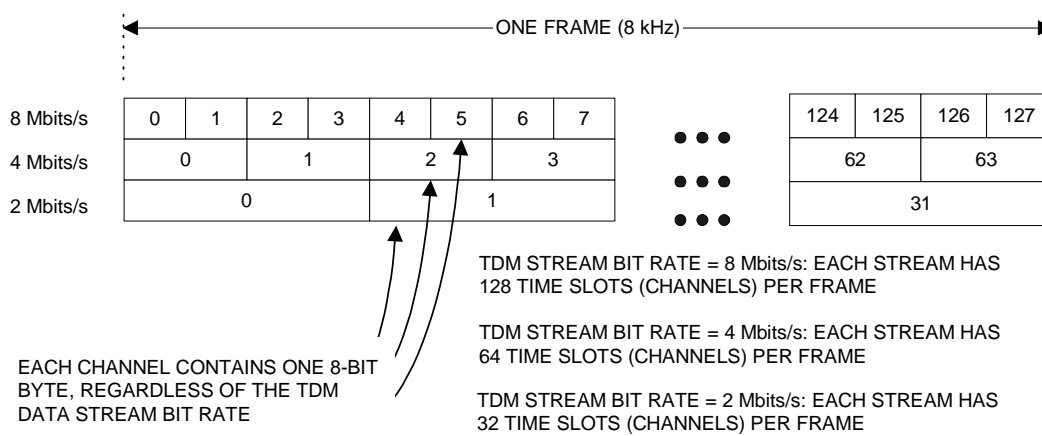 ONE FRAME (8 kHz)
8 Mbits/s 0 1 2 3 4 5 6 7 124 125 126 127
4 Mbits/s 0 1 2 3 62 63
2 Mbits/s 0 1 31
TDM STREAM BIT RATE = 8 Mbits/s: EACH STREAM HAS
128 TIME SLOTS (CHANNELS) PER FRAME
TDM STREAM BIT RATE = 4 Mbits/s: EACH STREAM HAS
64 TIME SLOTS (CHANNELS) PER FRAME
EACH CHANNEL CONTAINS ONE 8-BIT
BYTE, REGARDLESS OF THE TDM
DATA STREAM BIT RATE
TDM STREAM BIT RATE = 2 Mbits/s: EACH STREAM HAS
32 TIME SLOTS (CHANNELS) PER FRAME